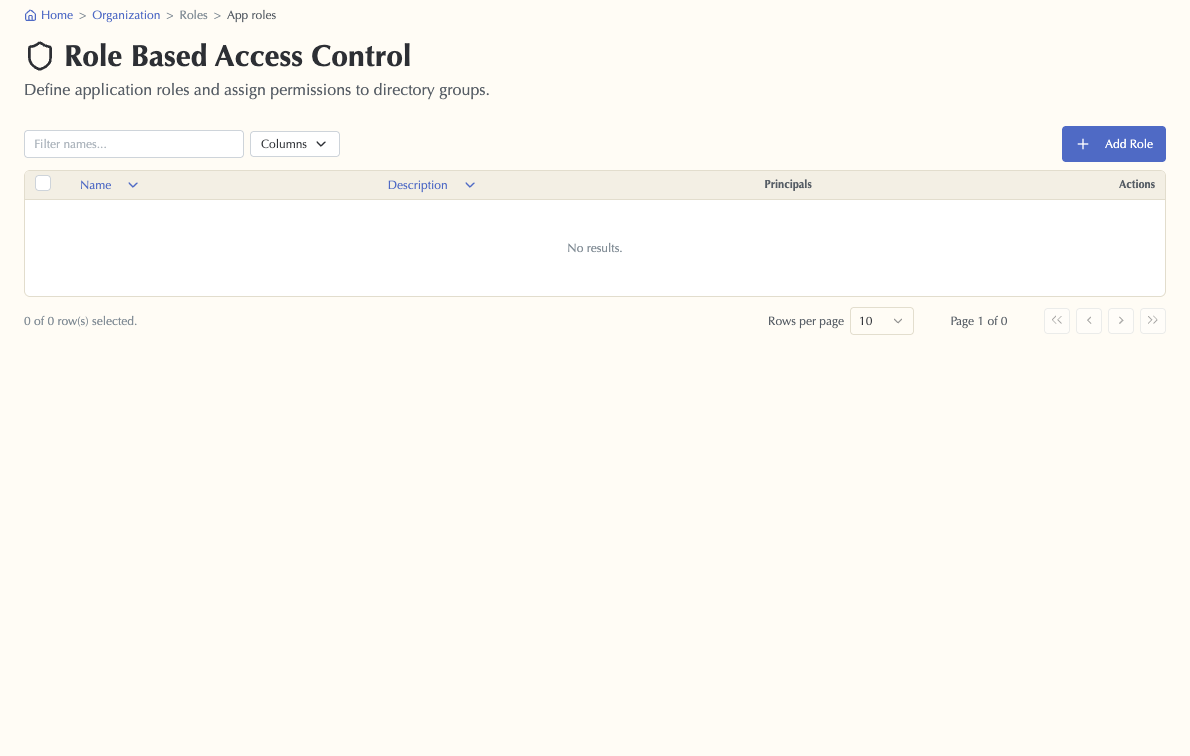 Home > Organization > Roles > App roles
Role Based Access Control
Define application roles and assign permissions to directory groups.
Filter names...
Columns
Add Role
Name
Description
Principals
Actions
No results.
0 of 0 row(s) selected.
Rows per page
10
Page 1 of 0